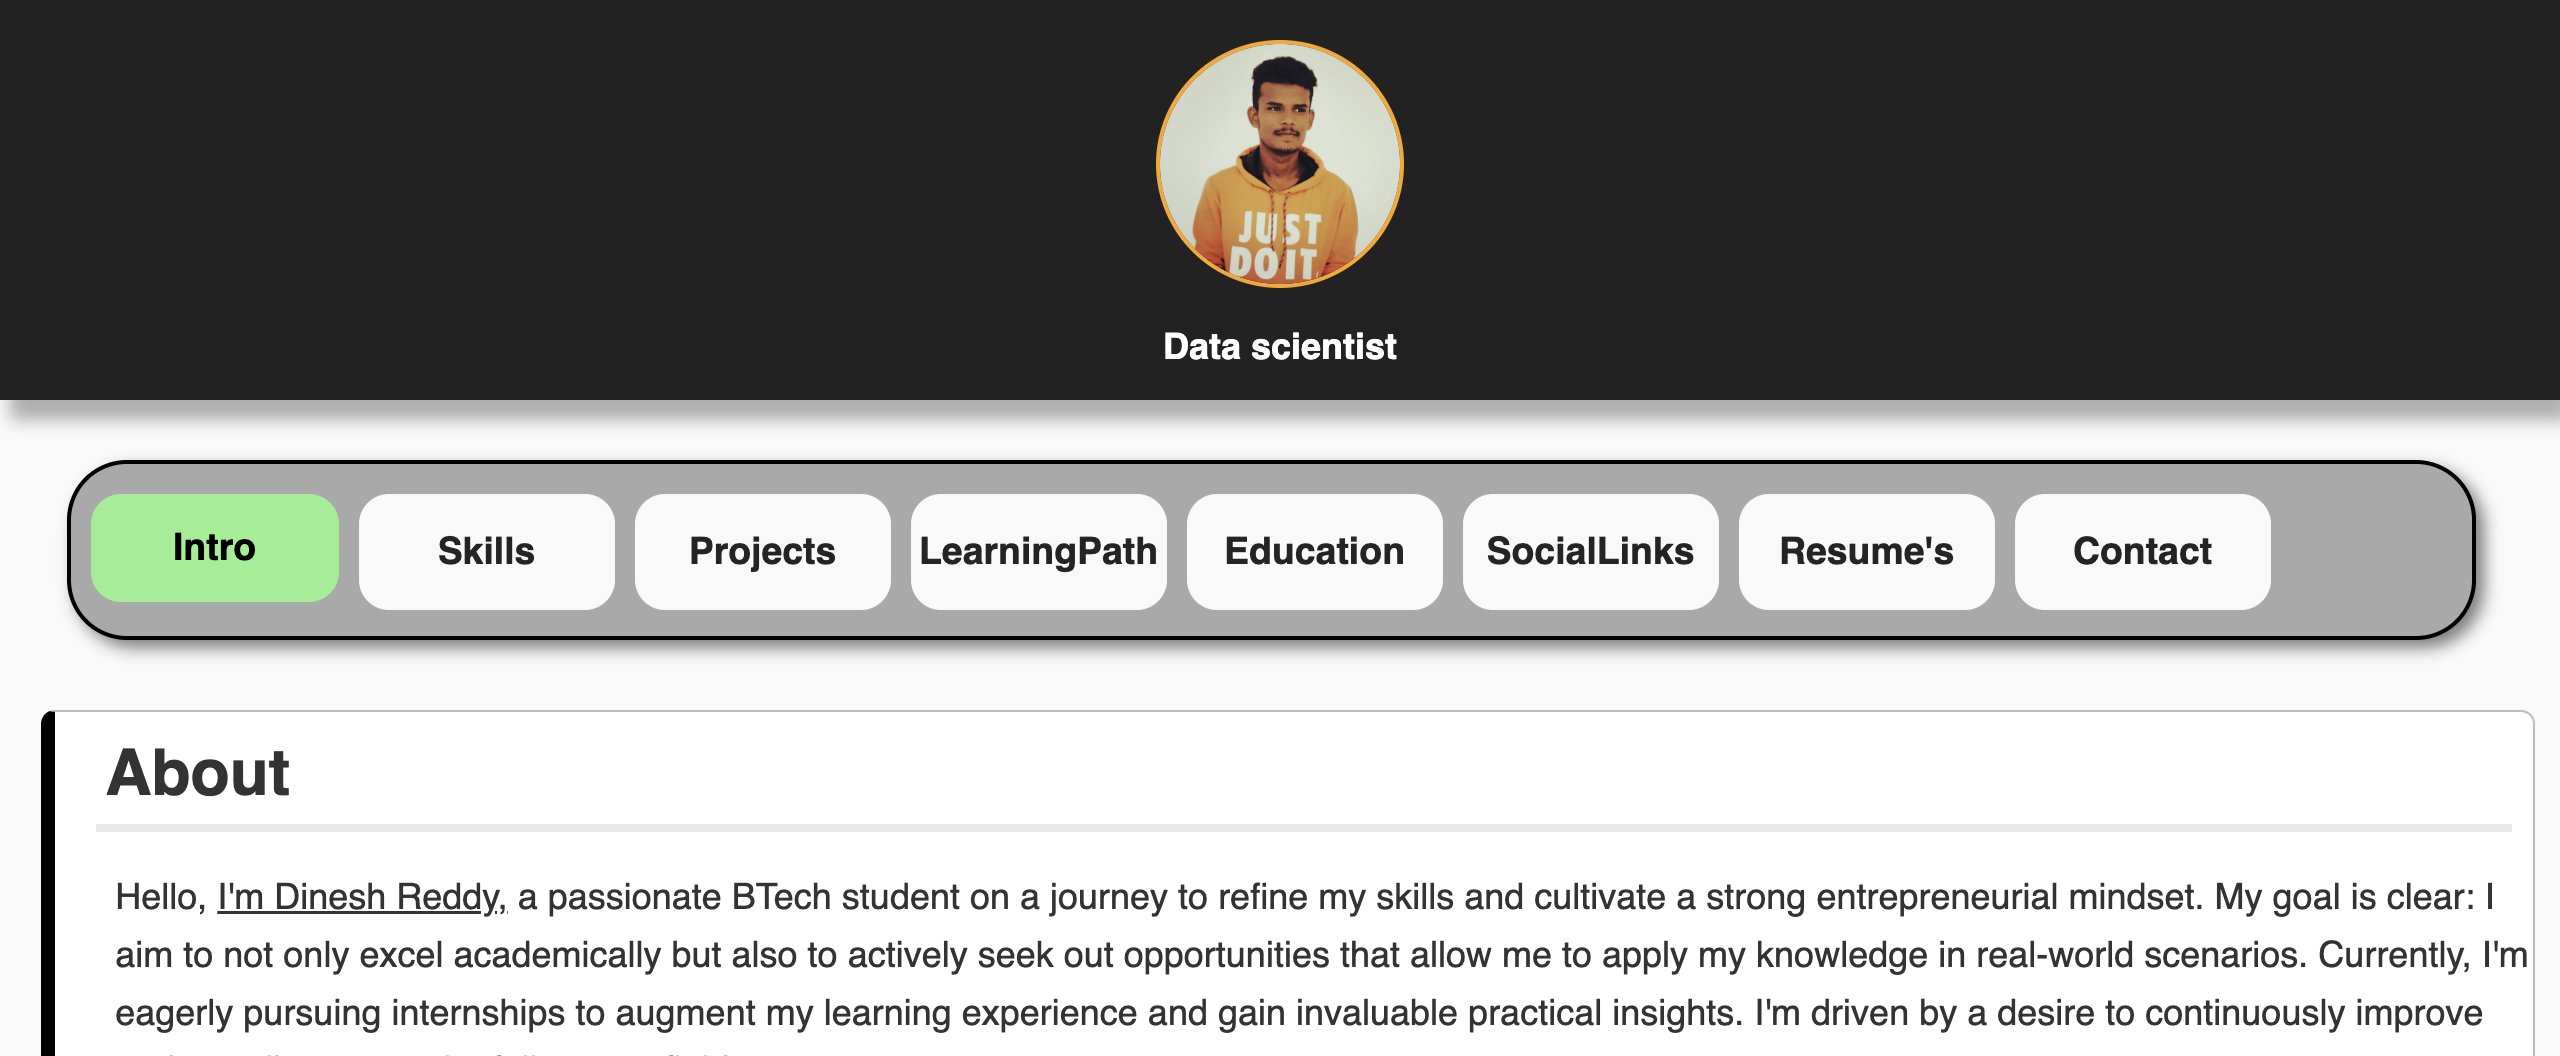 JUST
DO IT.
Data scientist
Intro Skills Projects LearningPath Education SocialLinks Resume's Contact
About
Hello, I'm Dinesh Reddy, a passionate BTech student on a journey to refine my skills and cultivate a strong entrepreneurial mindset. My goal is clear: I
aim to not only excel academically but also to actively seek out opportunities that allow me to apply my knowledge in real-world scenarios. Currently, I'm
eagerly pursuing internships to augment my learning experience and gain invaluable practical insights. I'm driven by a desire to continuously improve